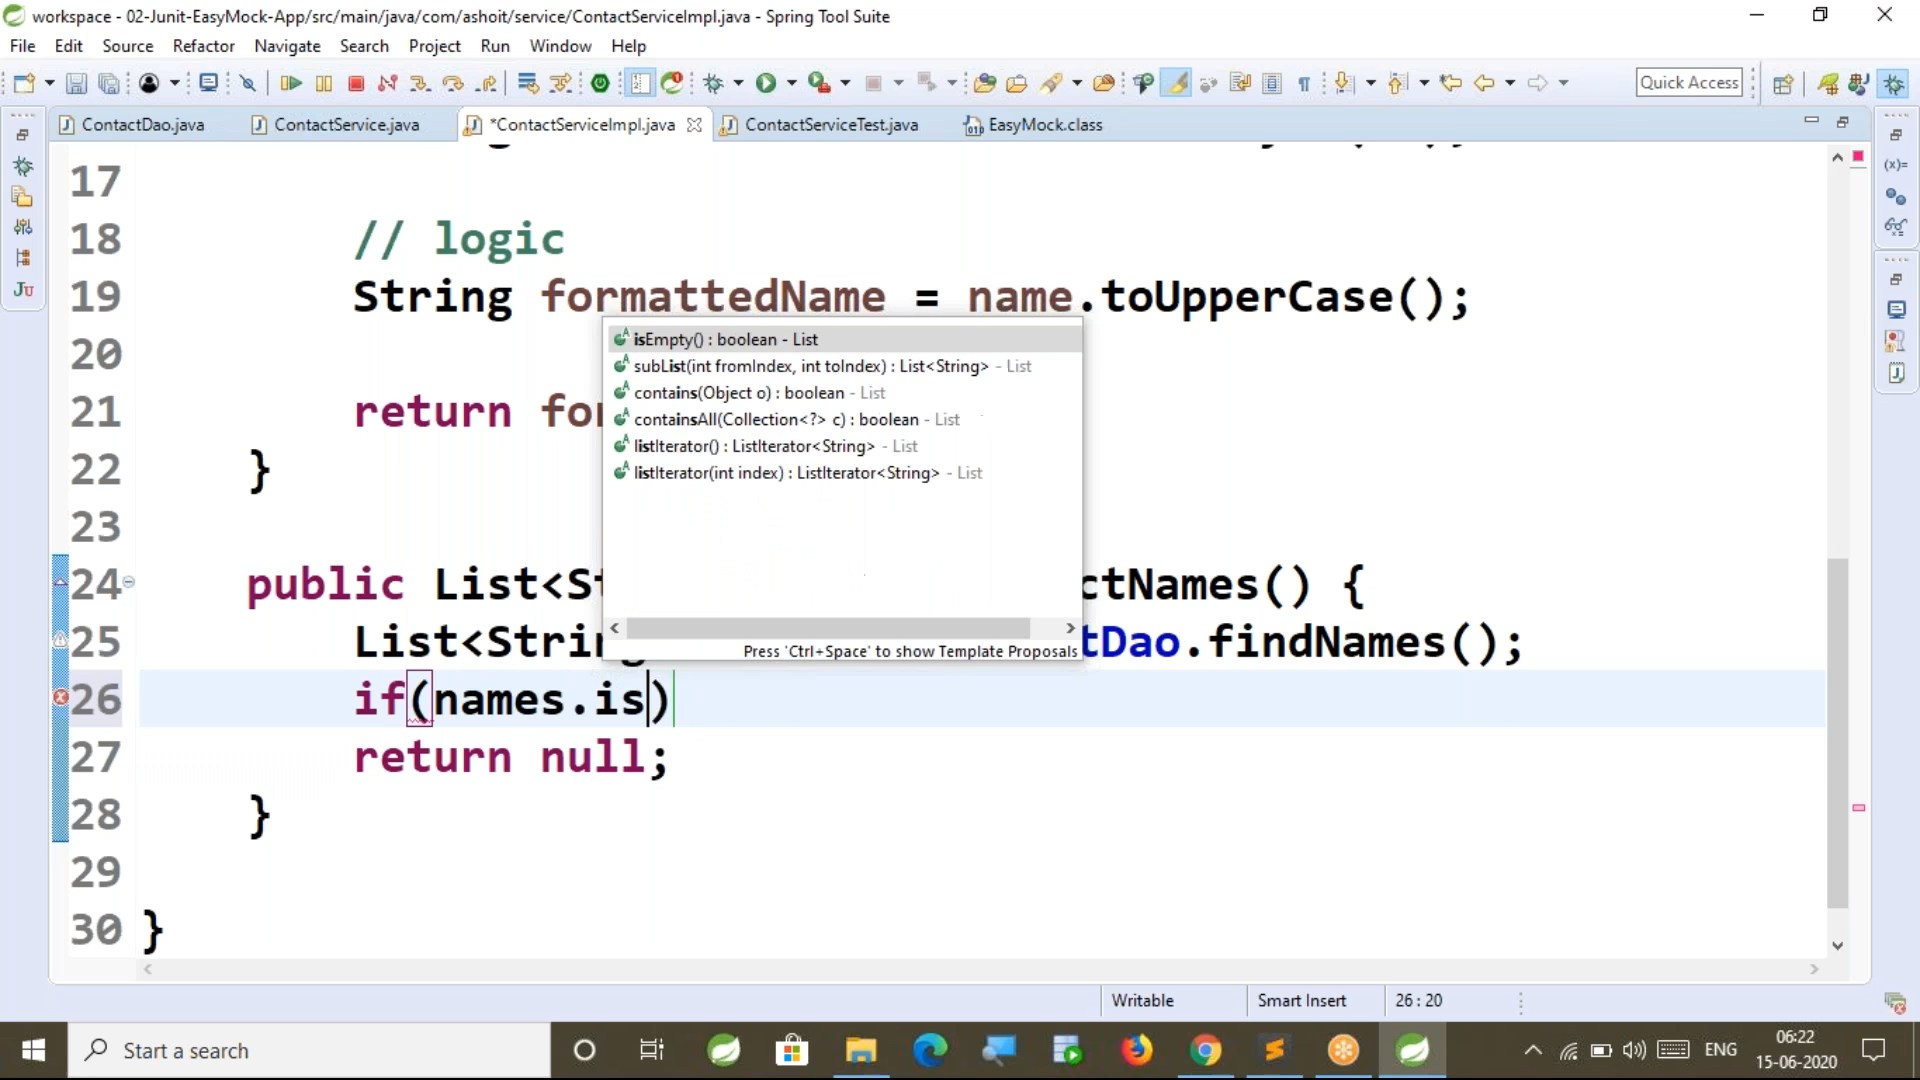 workspace - 02-Junit-EasyMock-App/src/main/java/com/ashoit/service/ContactServiceImpl.java - Spring Tool Suite
File Edit Source Refactor Navigate Search Project Run Window Help
Quick Access
ContactDao.java ContactService.java *ContactServiceImpl.java ContactServiceTest.java EasyMock.class
17
18 // logic
19 String formattedName = name.toUpperCase();
20
21 return for
22 }
23
24 public List<St ctNames() {
25 List<String tDao.findNames();
26 if(names.is)
27 return null;
28 }
29
30 }
isEmpty() : boolean - List
subList(int fromIndex, int toIndex) : List<String> - List
contains(Object o) : boolean - List
containsAll(Collection<?> c) : boolean - List
listIterator() : ListIterator<String> - List
listIterator(int index) : ListIterator<String> - List
Press 'Ctrl+Space' to show Template Proposals
Writable Smart Insert 26 : 20
Start a search
ENG
06:22
15-06-2020